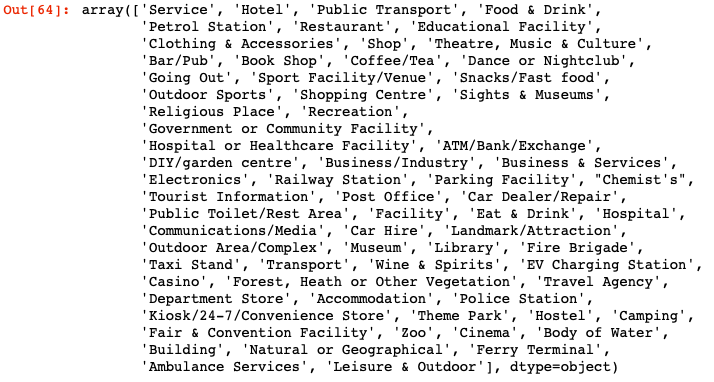 Out[64]: array(['Service', 'Hotel', 'Public Transport', 'Food & Drink',
'Petrol Station', 'Restaurant', 'Educational Facility',
'Clothing & Accessories', 'Shop', 'Theatre, Music & Culture',
'Bar/Pub', 'Book Shop', 'Coffee/Tea', 'Dance or Nightclub',
'Going Out', 'Sport Facility/Venue', 'Snacks/Fast food',
'Outdoor Sports', 'Shopping Centre', 'Sights & Museums',
'Religious Place', 'Recreation',
'Government or Community Facility',
'Hospital or Healthcare Facility', 'ATM/Bank/Exchange',
'DIY/garden centre', 'Business/Industry', 'Business & Services',
'Electronics', 'Railway Station', 'Parking Facility', "Chemist's",
'Tourist Information', 'Post Office', 'Car Dealer/Repair',
'Public Toilet/Rest Area', 'Facility', 'Eat & Drink', 'Hospital',
'Communications/Media', 'Car Hire', 'Landmark/Attraction',
'Outdoor Area/Complex', 'Museum', 'Library', 'Fire Brigade',
'Taxi Stand', 'Transport', 'Wine & Spirits', 'EV Charging Station',
'Casino', 'Forest, Heath or Other Vegetation', 'Travel Agency',
'Department Store', 'Accommodation', 'Police Station',
'Kiosk/24-7/Convenience Store', 'Theme Park', 'Hostel', 'Camping',
'Fair & Convention Facility', 'Zoo', 'Cinema', 'Body of Water',
'Building', 'Natural or Geographical', 'Ferry Terminal',
'Ambulance Services', 'Leisure & Outdoor'], dtype=object)